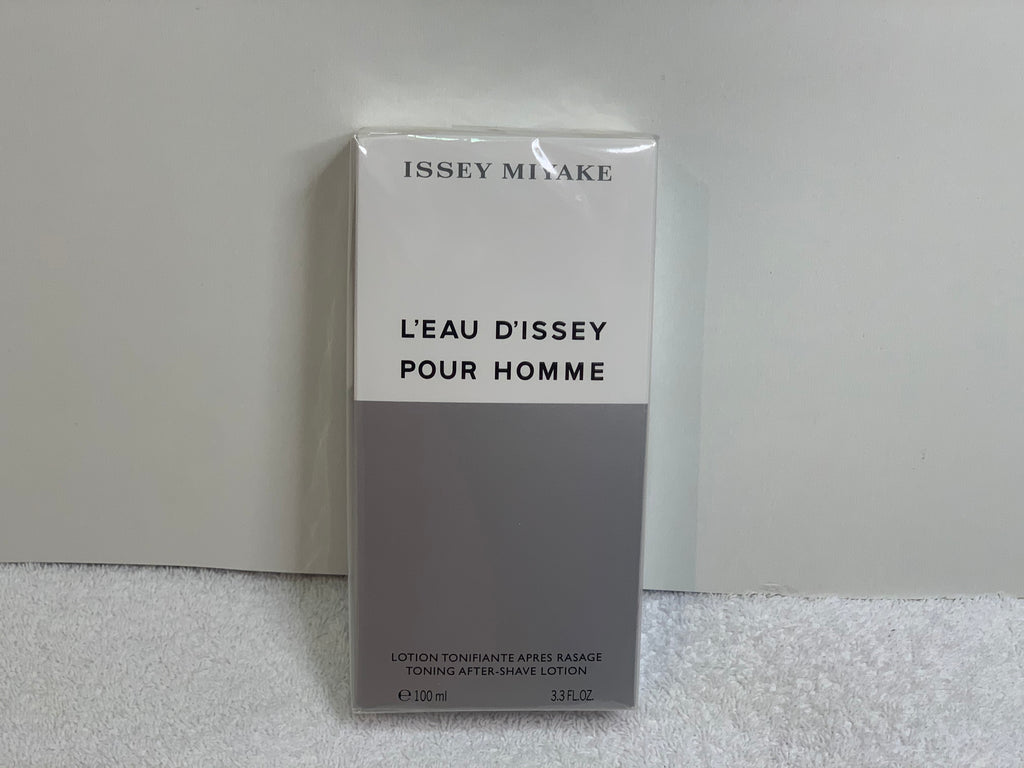 ISSEY MIYAKE
L'EAU D'ISSEY
POUR HOMME
LOTION TONIFIANTE APRES RASAGE
TONING AFTER-SHAVE LOTION
℮ 100 ml 3.3 FL.OZ.